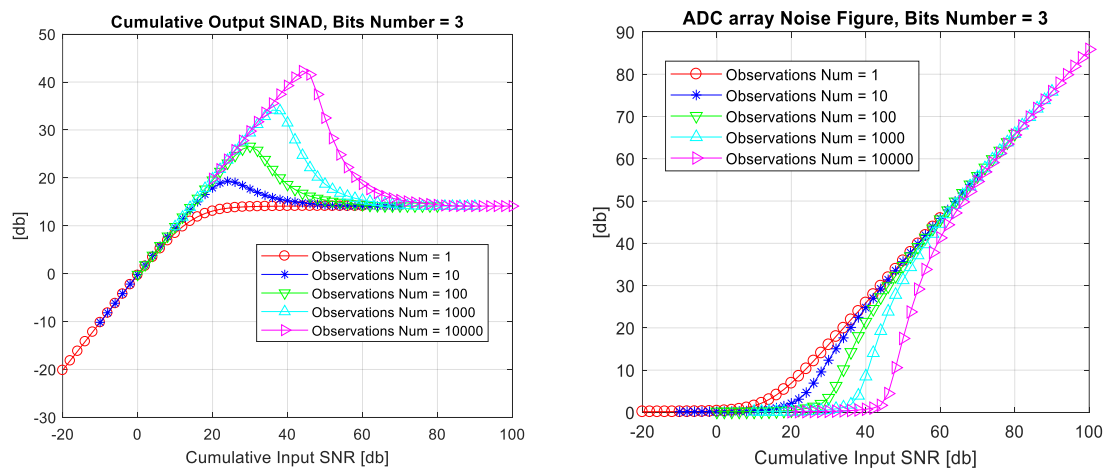 Cumulative Output SINAD, Bits Number = 3
50
40
30
20
10
0
-10
-20
-30
[db]
Observations Num = 1
Observations Num = 10
Observations Num = 100
Observations Num = 1000
Observations Num = 10000
-20 0 20 40 60 80 100
Cumulative Input SNR [db]
ADC array Noise Figure, Bits Number = 3
90
80
70
60
50
40
30
20
10
0
[db]
Observations Num = 1
Observations Num = 10
Observations Num = 100
Observations Num = 1000
Observations Num = 10000
-20 0 20 40 60 80 100
Cumulative Input SNR [db]